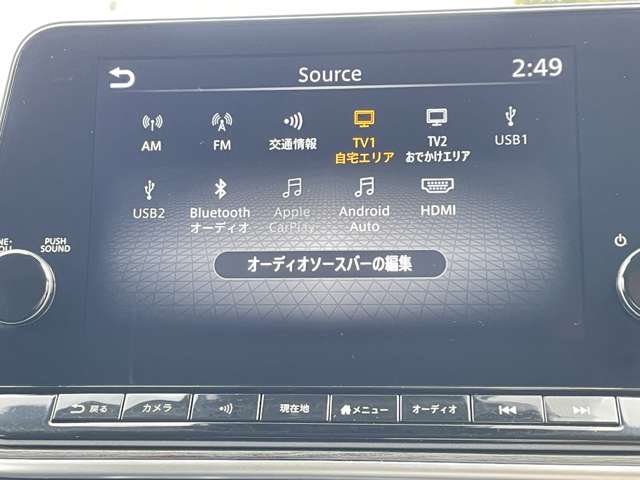 Source
2:49
AM
FM
交通情報
TV1
自宅エリア
TV2
おでかけエリア
USB1
USB2
Bluetooth
オーディオ
Apple
CarPlay
Android
Auto
HDMI
オーディオソースバーの編集
PUSH
SOUND
戻る
カメラ
現在地
メニュー
オーディオ